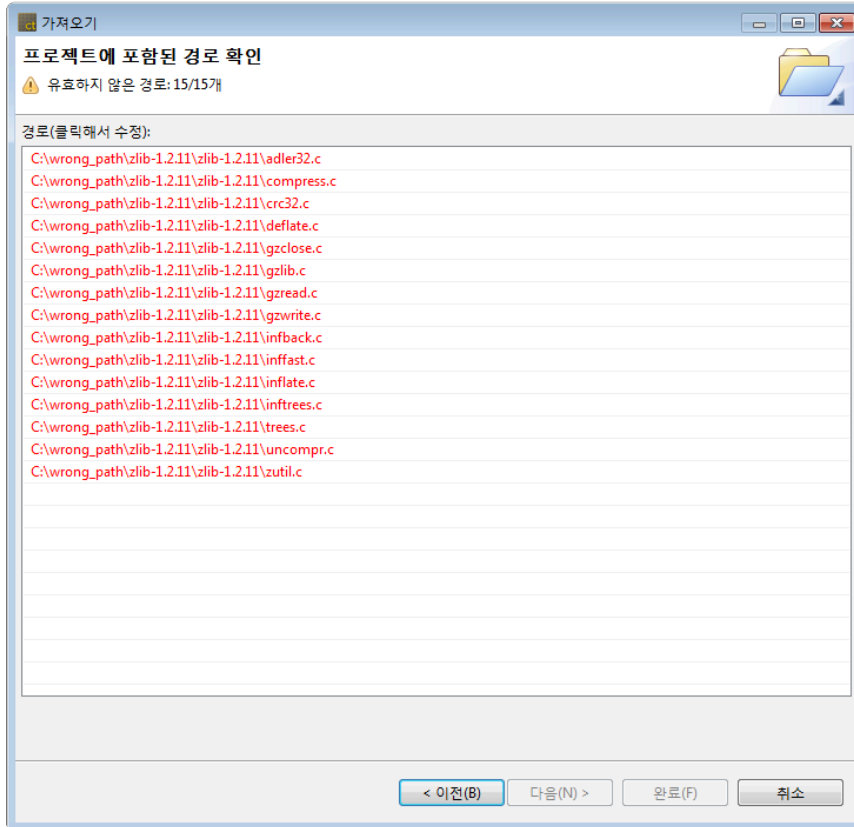 ct 가져오기
프로젝트에 포함된 경로 확인
유효하지 않은 경로: 15/15개
경로(클릭해서 수정):
C:\wrong_path\zlib-1.2.11\zlib-1.2.11\adler32.c
C:\wrong_path\zlib-1.2.11\zlib-1.2.11\compress.c
C:\wrong_path\zlib-1.2.11\zlib-1.2.11\crc32.c
C:\wrong_path\zlib-1.2.11\zlib-1.2.11\deflate.c
C:\wrong_path\zlib-1.2.11\zlib-1.2.11\gzclose.c
C:\wrong_path\zlib-1.2.11\zlib-1.2.11\gzlib.c
C:\wrong_path\zlib-1.2.11\zlib-1.2.11\gzread.c
C:\wrong_path\zlib-1.2.11\zlib-1.2.11\gzwrite.c
C:\wrong_path\zlib-1.2.11\zlib-1.2.11\infback.c
C:\wrong_path\zlib-1.2.11\zlib-1.2.11\inffast.c
C:\wrong_path\zlib-1.2.11\zlib-1.2.11\inflate.c
C:\wrong_path\zlib-1.2.11\zlib-1.2.11\inftrees.c
C:\wrong_path\zlib-1.2.11\zlib-1.2.11\trees.c
C:\wrong_path\zlib-1.2.11\zlib-1.2.11\uncompr.c
C:\wrong_path\zlib-1.2.11\zlib-1.2.11\zutil.c
< 이전(B) 다음(N) > 완료(F) 취소